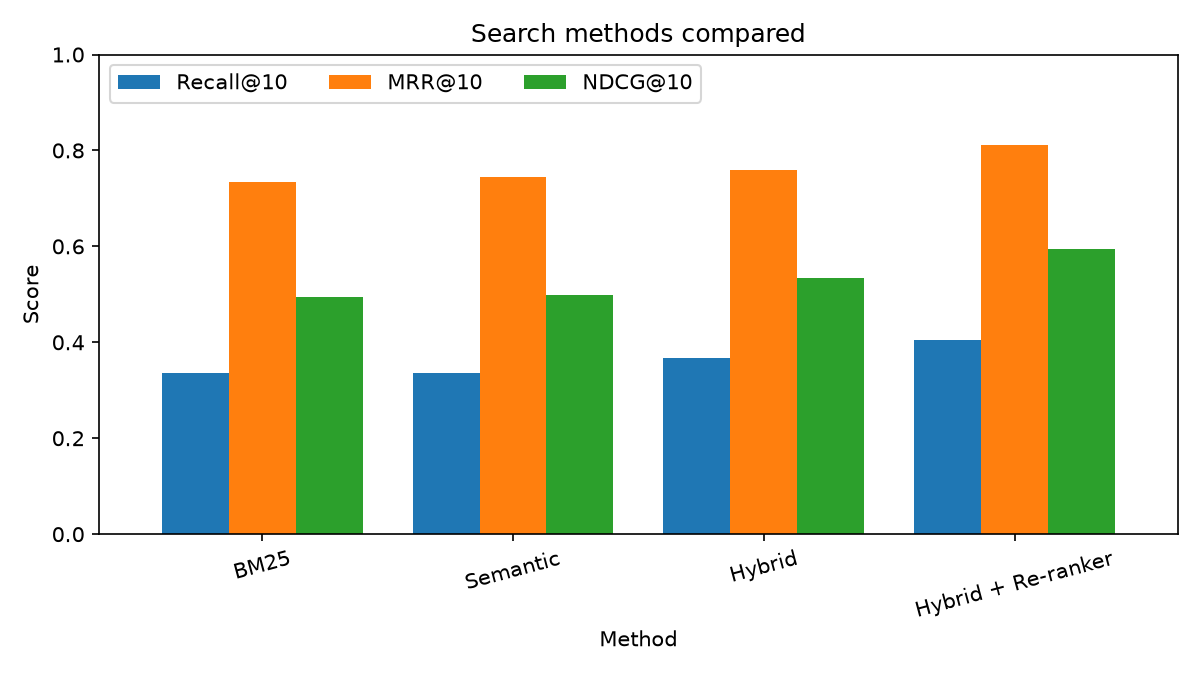 Search methods compared
1.0
0.8
0.6
0.4
0.2
0.0
Score
Recall@10 MRR@10 NDCG@10
BM25 Semantic Hybrid Hybrid + Re-ranker
Method